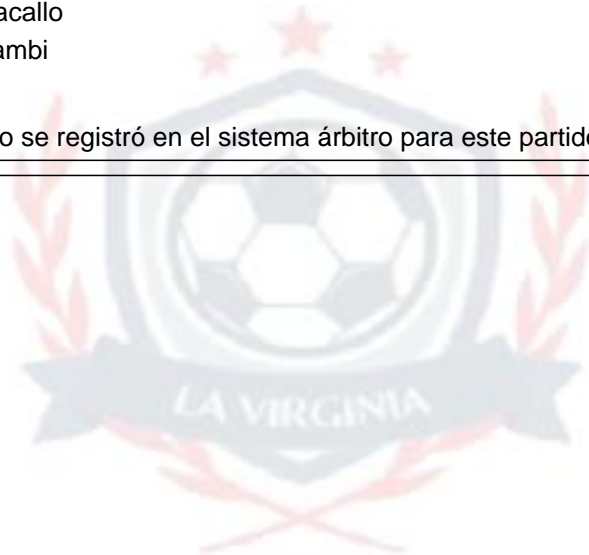 acallo
ambi
o se registró en el sistema árbitro para este partido
LA VIRGINIA